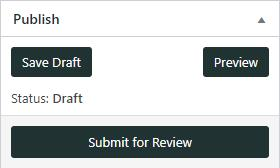 Publish
Save Draft Preview
Status: Draft
Submit for Review